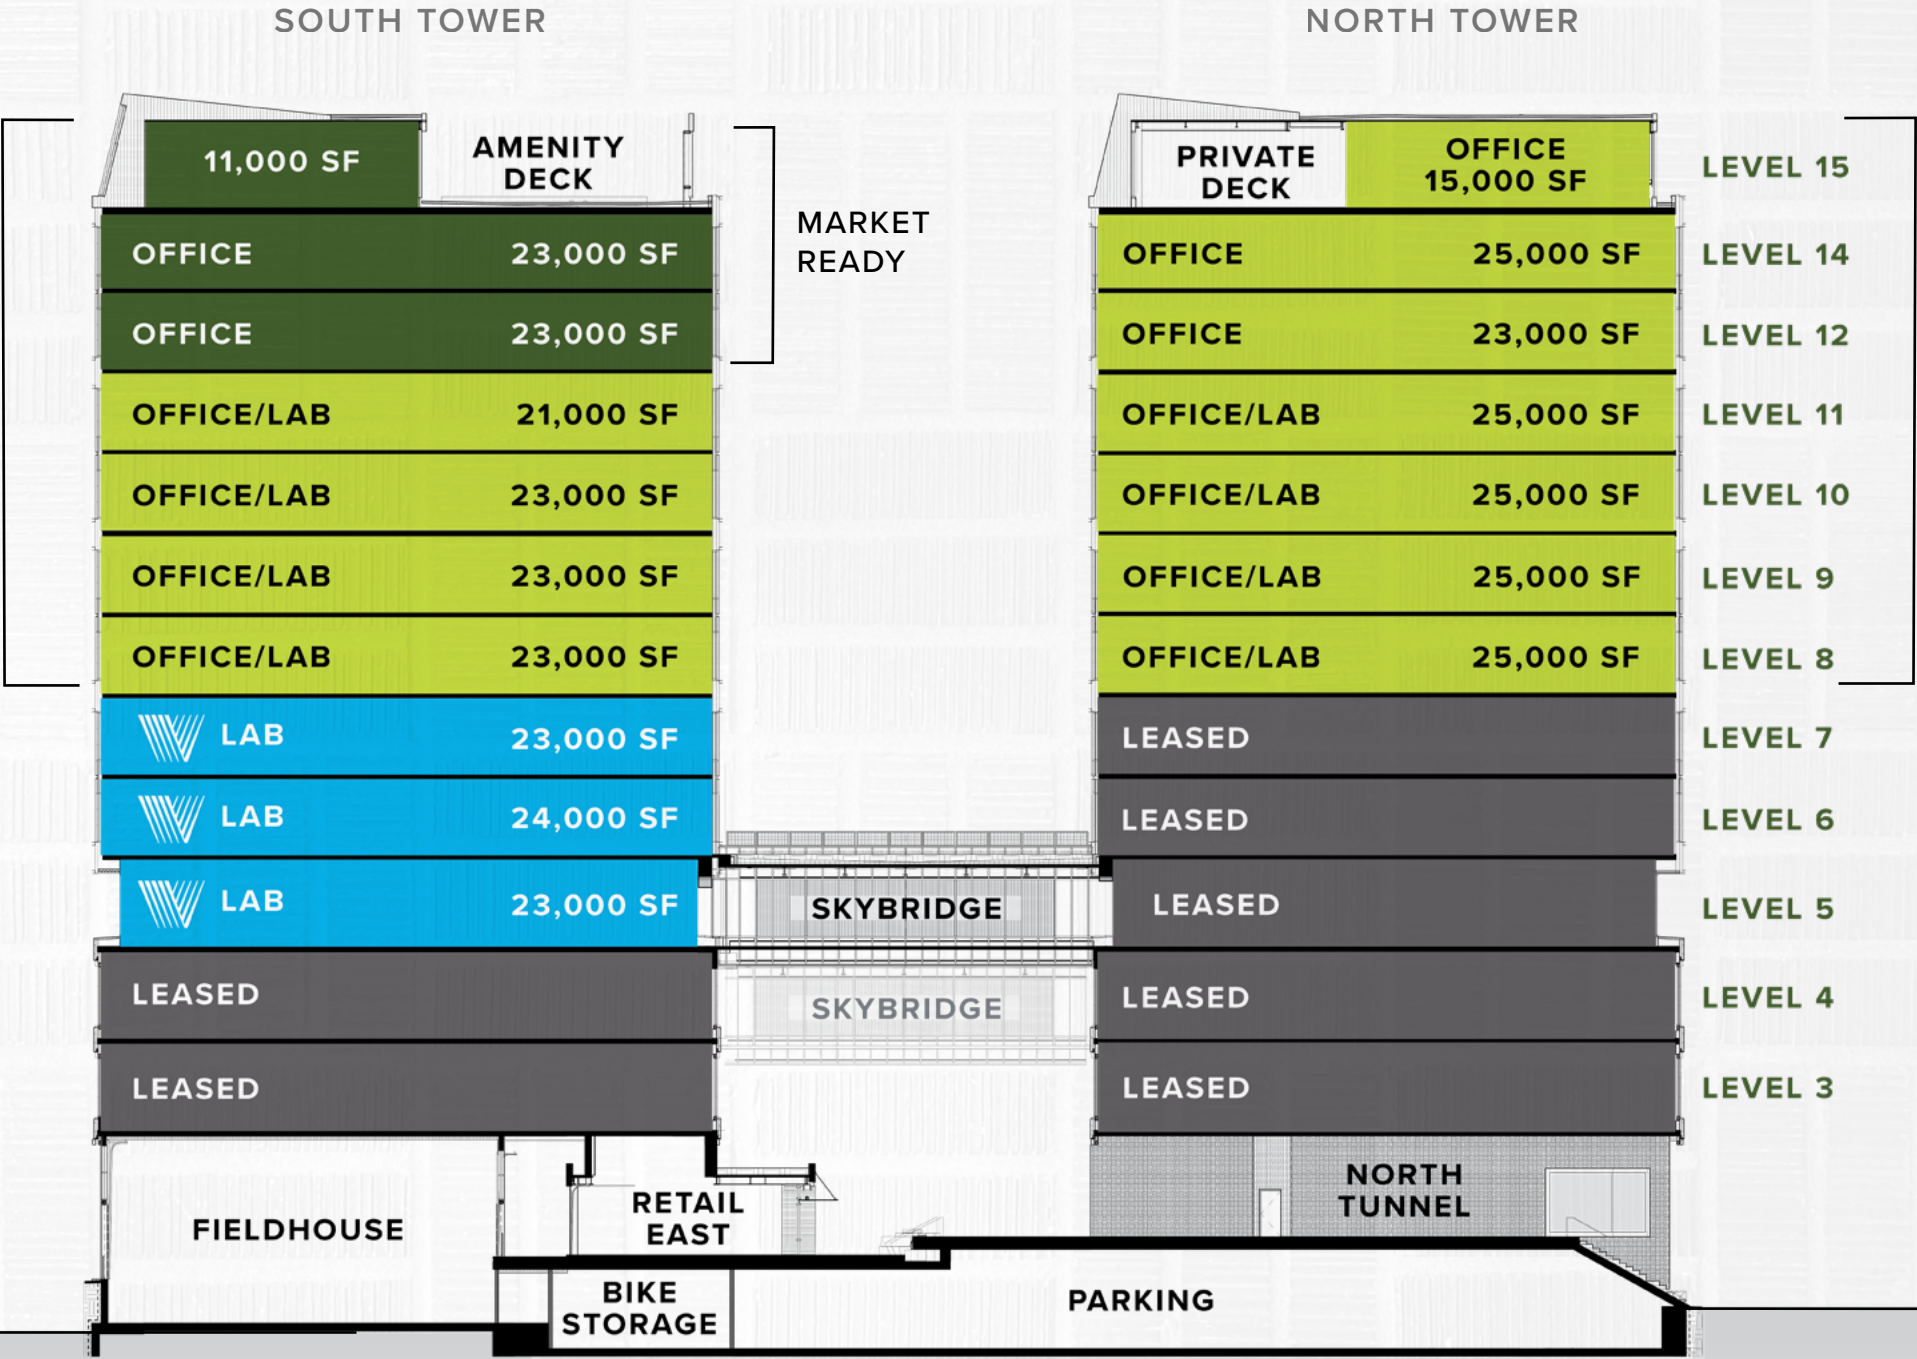 SOUTH TOWER
NORTH TOWER
11,000 SF
AMENITY
DECK
PRIVATE
DECK
OFFICE
15,000 SF
LEVEL 15
MARKET
READY
OFFICE 23,000 SF
OFFICE 25,000 SF
LEVEL 14
OFFICE 23,000 SF
OFFICE 23,000 SF
LEVEL 12
OFFICE/LAB 21,000 SF
OFFICE/LAB 25,000 SF
LEVEL 11
OFFICE/LAB 23,000 SF
OFFICE/LAB 25,000 SF
LEVEL 10
OFFICE/LAB 23,000 SF
OFFICE/LAB 25,000 SF
LEVEL 9
OFFICE/LAB 23,000 SF
OFFICE/LAB 25,000 SF
LEVEL 8
LAB 23,000 SF
LEASED
LEVEL 7
LAB 24,000 SF
LEASED
LEVEL 6
LAB 23,000 SF
SKYBRIDGE
LEASED
LEVEL 5
LEASED
SKYBRIDGE
LEASED
LEVEL 4
LEASED
LEASED
LEVEL 3
FIELDHOUSE
RETAIL
EAST
NORTH
TUNNEL
BIKE
STORAGE
PARKING